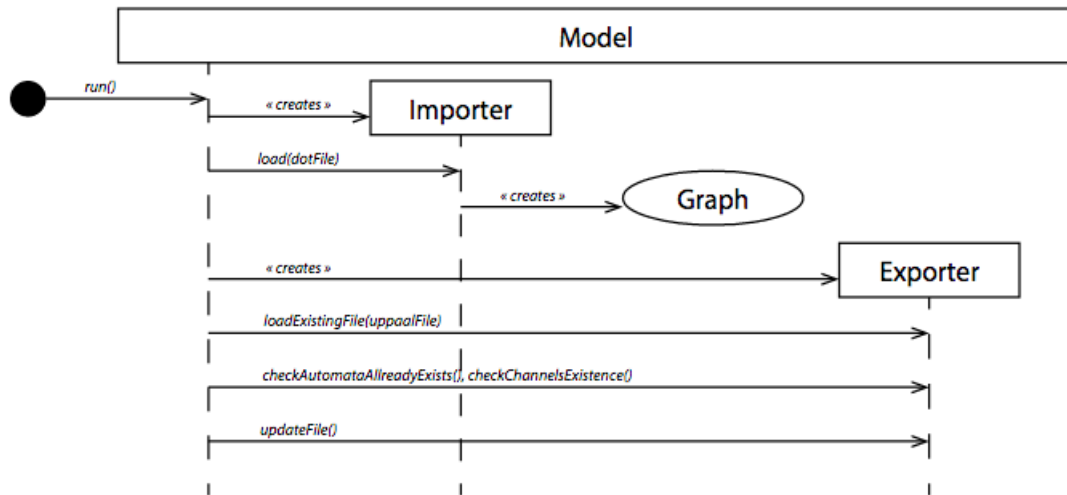 Model
run()
« creates »
Importer
load(dotFile)
« creates »
Graph
« creates »
Exporter
loadExistingFile(uppaalFile)
checkAutomataAllreadyExists(), checkChannelsExistence()
updateFile()